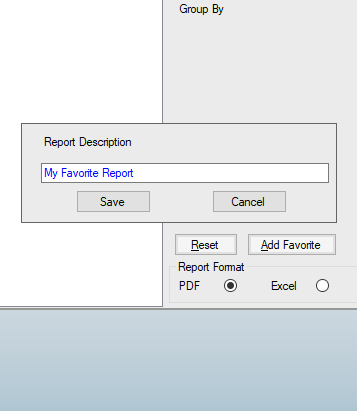 Group By
Report Description
My Favorite Report
Save Cancel
Reset Add Favorite
Report Format
PDF Excel